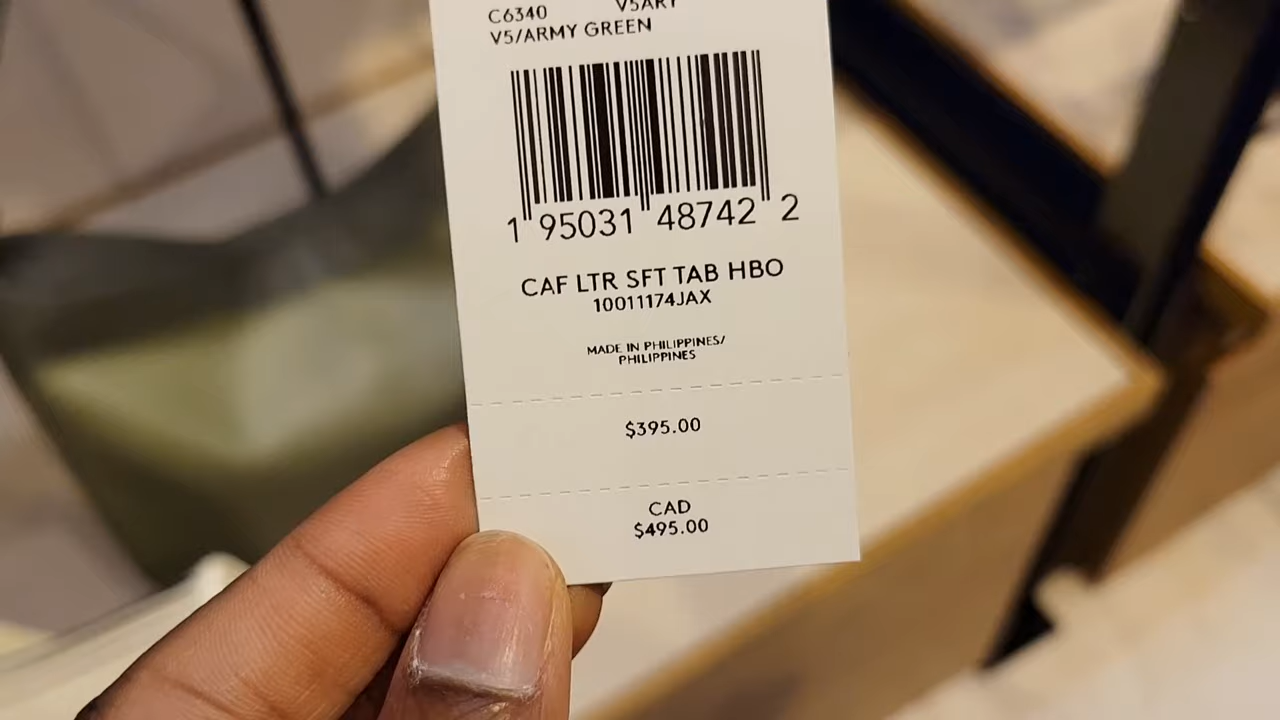 C6340 V5ARY
V5/ARMY GREEN
1 95031 48742 2
CAF LTR SFT TAB HBO
10011174JAX
MADE IN PHILIPPINES/
PHILIPPINES
$395.00
CAD
$495.00